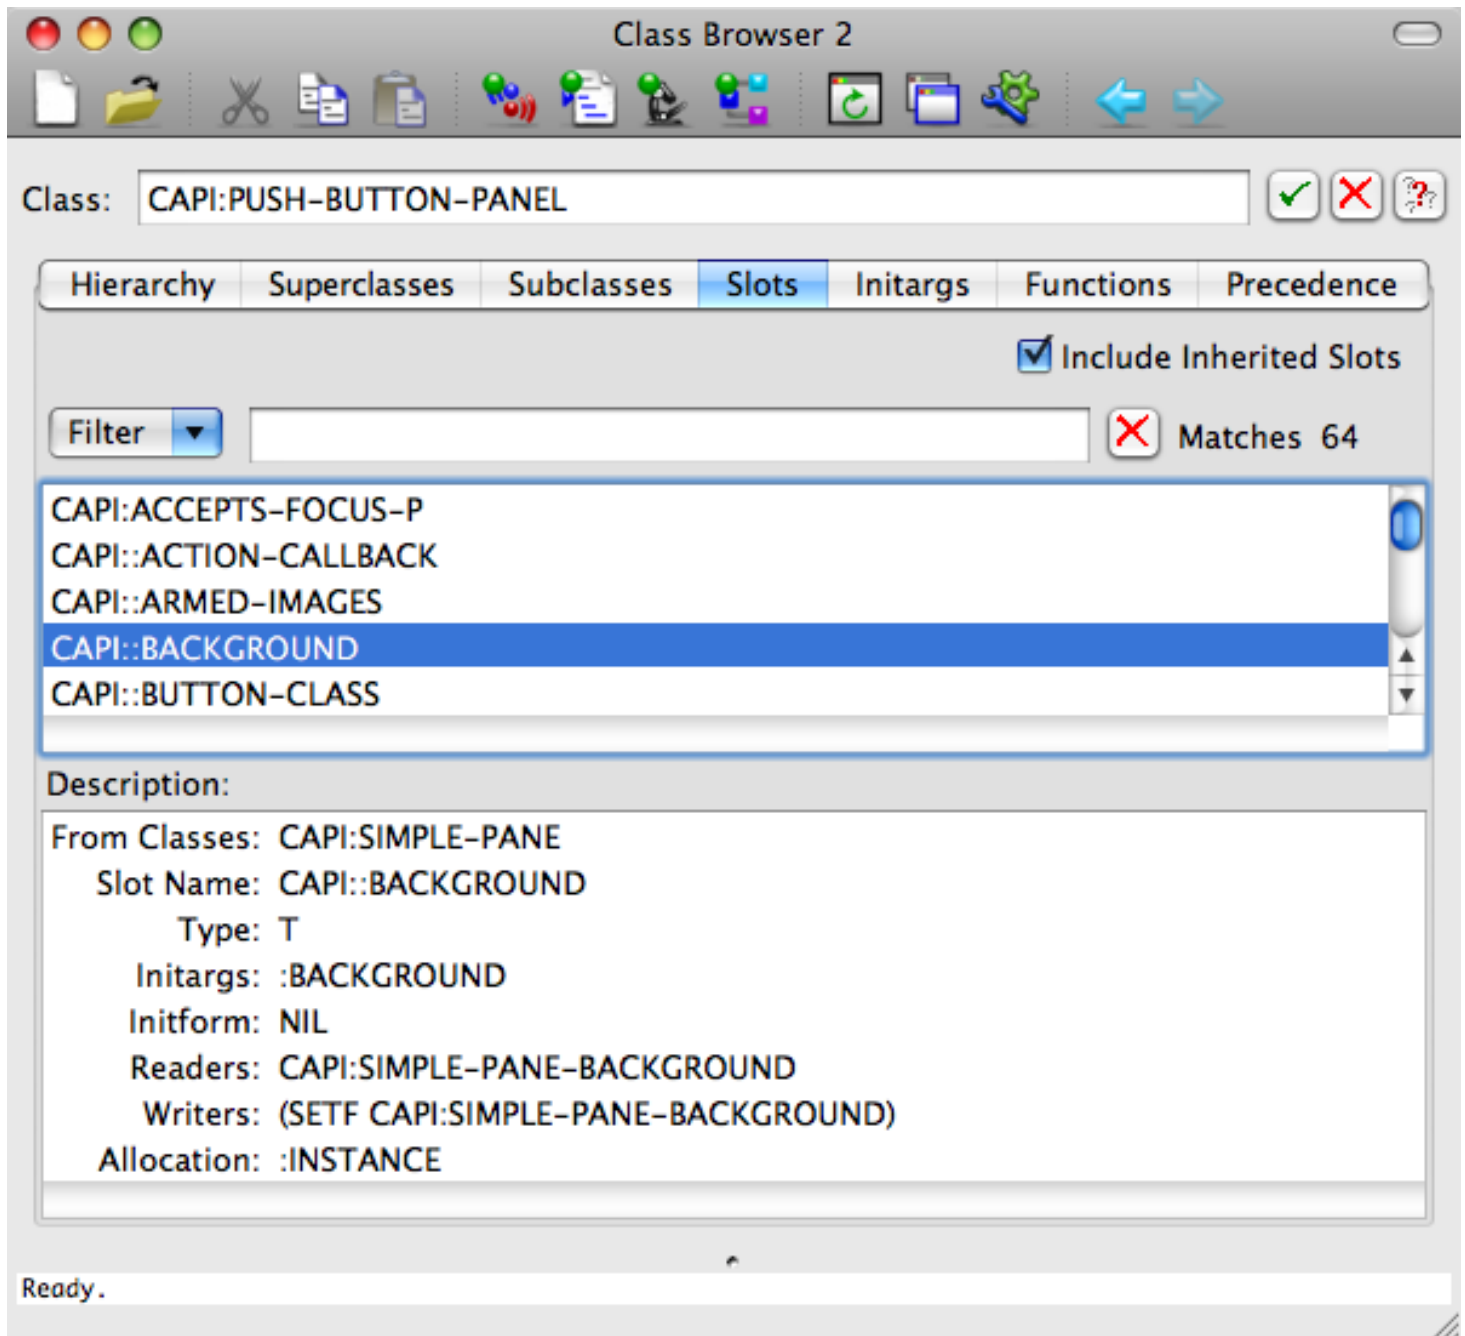 Class Browser 2
Class: CAPI:PUSH-BUTTON-PANEL
Hierarchy Superclasses Subclasses Slots Initargs Functions Precedence
Include Inherited Slots
Filter Matches 64
CAPI:ACCEPTS-FOCUS-P
CAPI::ACTION-CALLBACK
CAPI::ARMED-IMAGES
CAPI::BACKGROUND
CAPI::BUTTON-CLASS
Description:
From Classes: CAPI:SIMPLE-PANE
Slot Name: CAPI::BACKGROUND
Type: T
Initargs: :BACKGROUND
Initform: NIL
Readers: CAPI:SIMPLE-PANE-BACKGROUND
Writers: (SETF CAPI:SIMPLE-PANE-BACKGROUND)
Allocation: :INSTANCE
Ready.